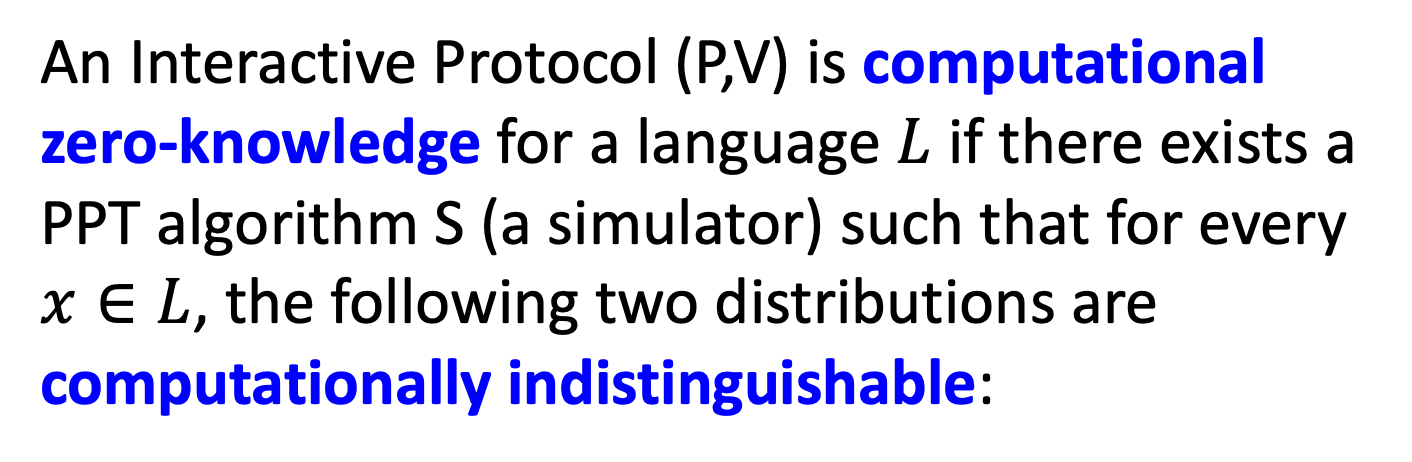 An Interactive Protocol (P,V) is computational
zero-knowledge for a language L if there exists a
PPT algorithm S (a simulator) such that for every
x ∈ L, the following two distributions are
computationally indistinguishable: